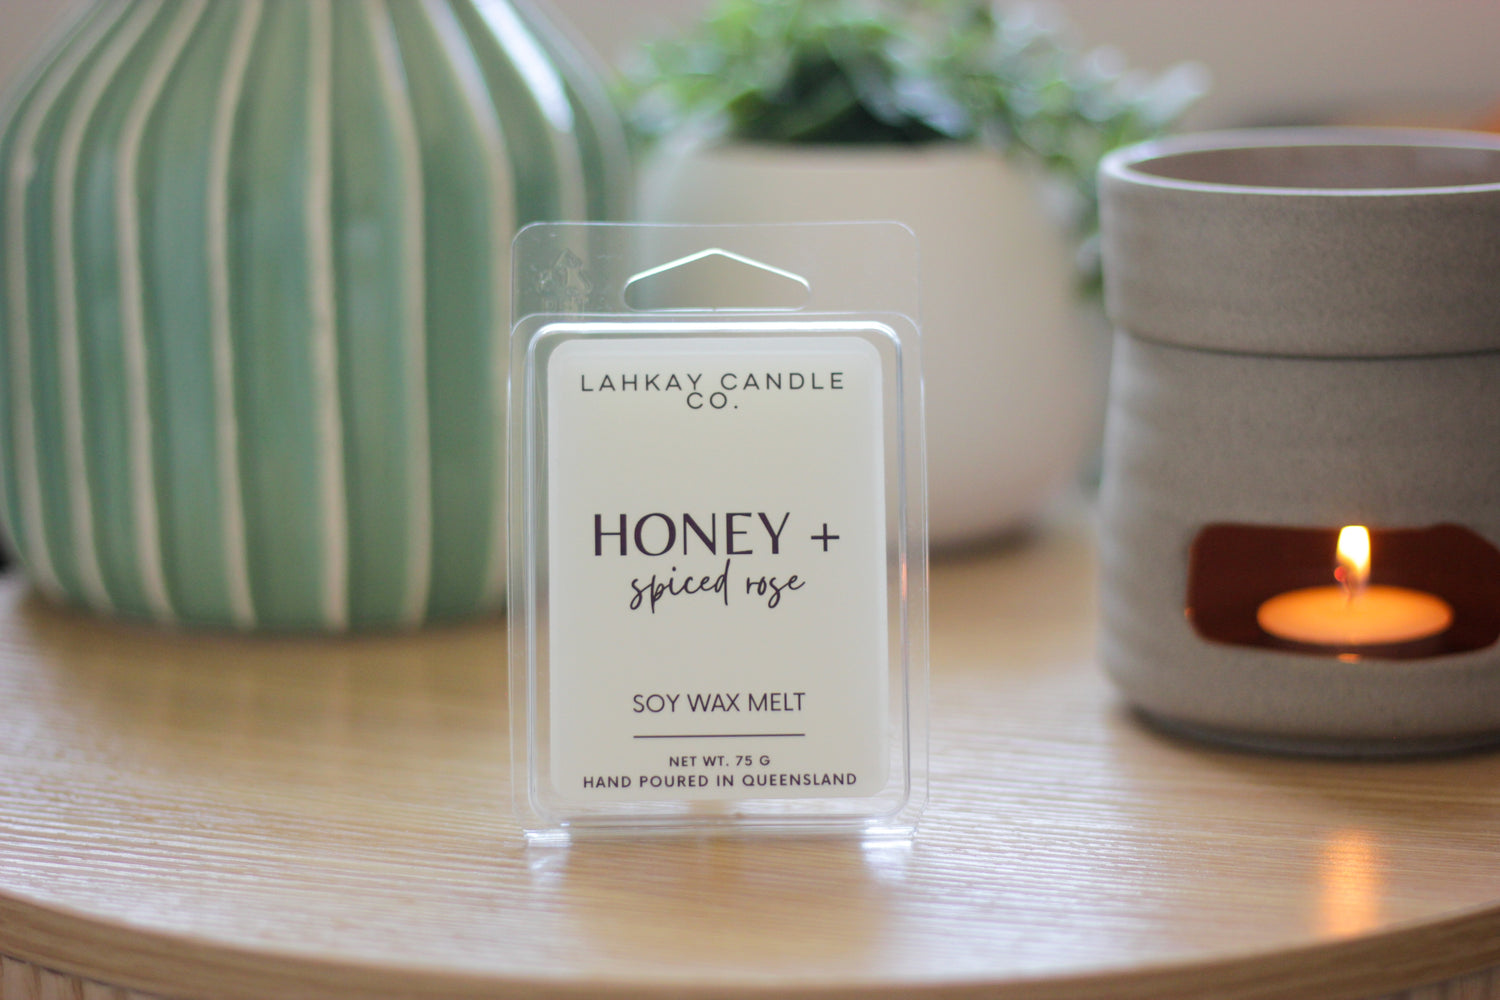 LAHKAY CANDLE
CO.
HONEY +
spiced rose
SOY WAX MELT
NET WT. 75 G
HAND POURED IN QUEENSLAND